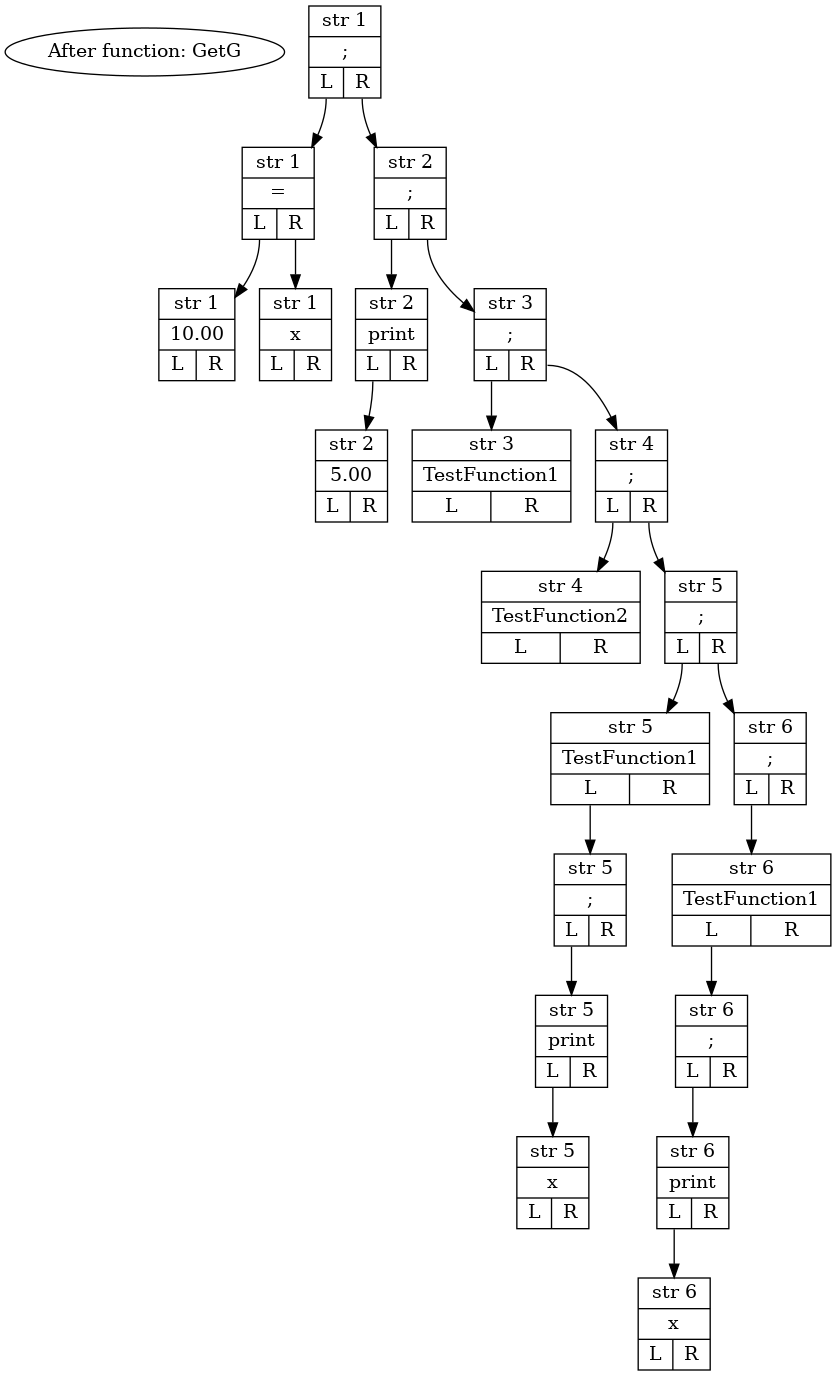 After function: GetG
str 1
;
L R
str 1
=
L R
str 2
;
L R
str 1
10.00
L R
str 1
x
L R
str 2
print
L R
str 3
;
L R
str 2
5.00
L R
str 3
TestFunction1
L R
str 4
;
L R
str 4
TestFunction2
L R
str 5
;
L R
str 5
TestFunction1
L R
str 6
;
L R
str 5
;
L R
str 6
TestFunction1
L R
str 5
print
L R
str 6
;
L R
str 5
x
L R
str 6
print
L R
str 6
x
L R